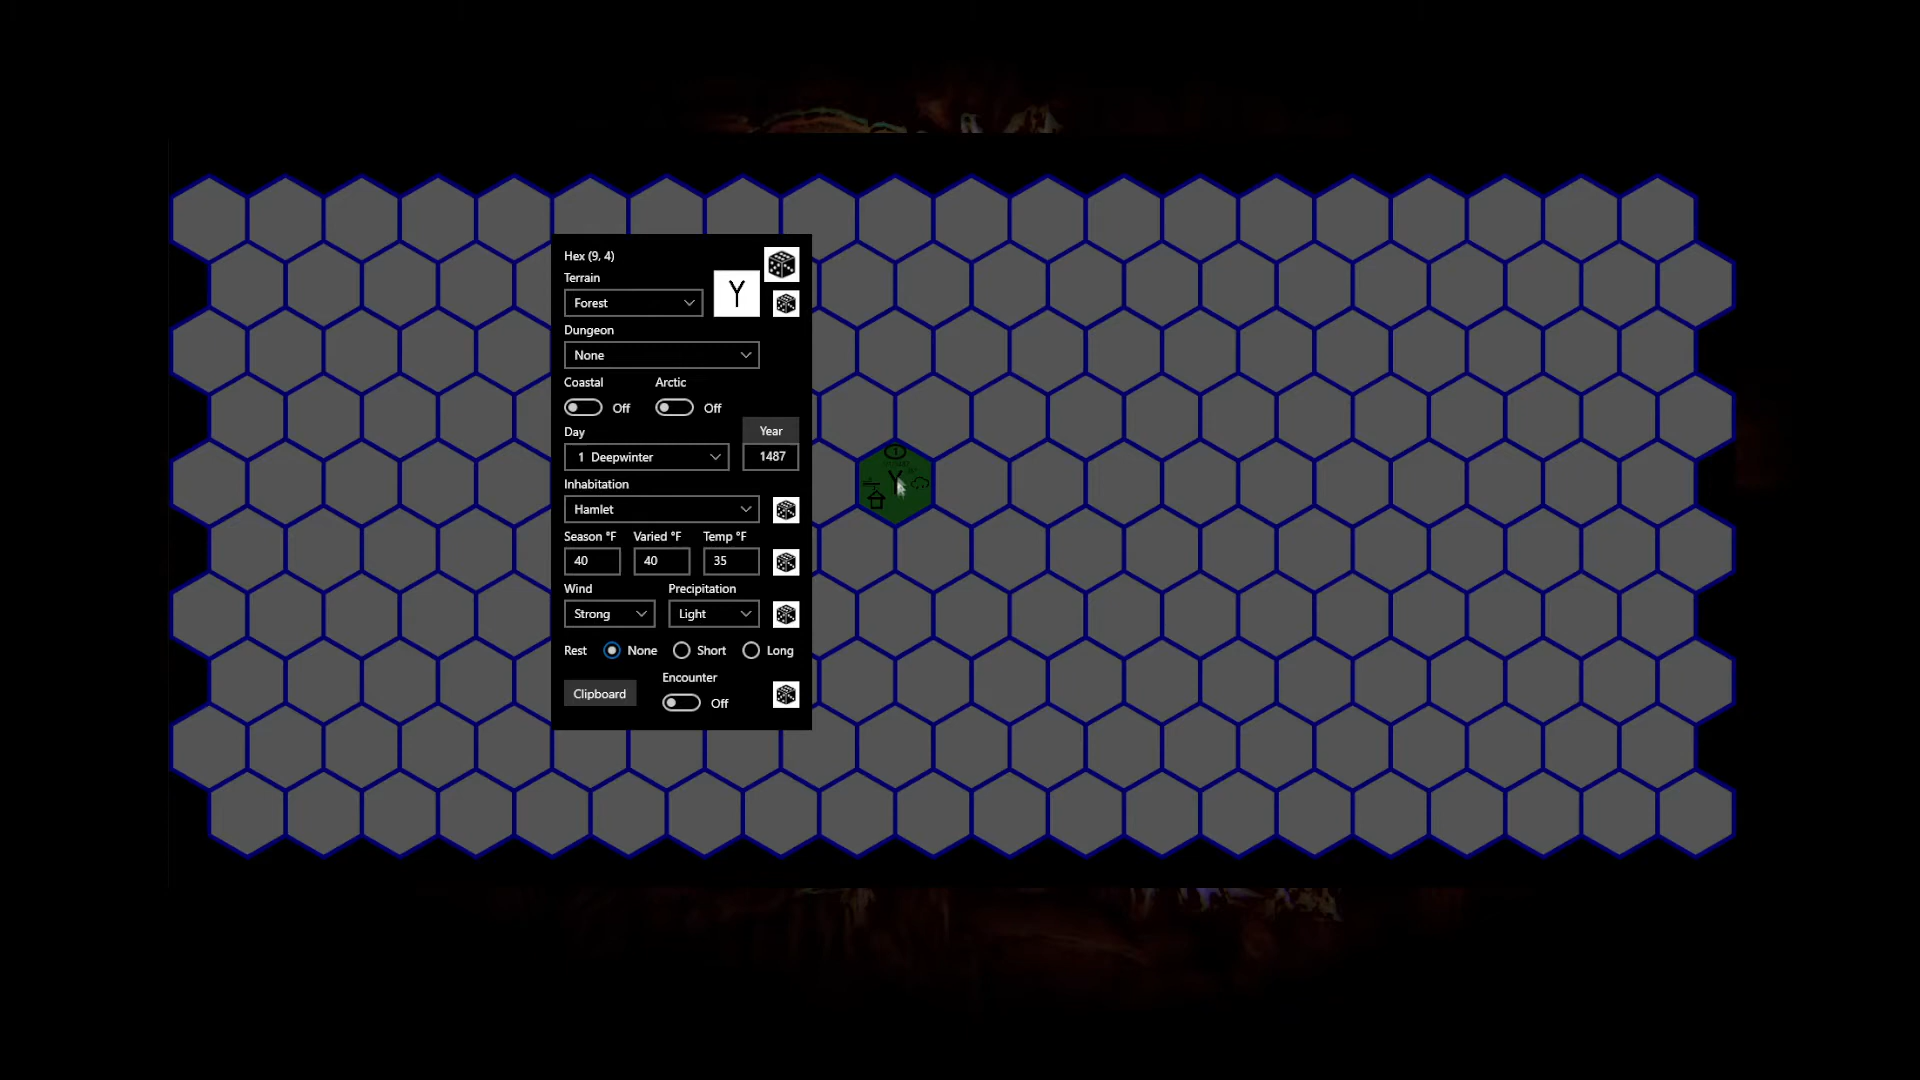 Hex (9, 4)
Terrain
Forest
Y
Dungeon
None
Coastal Arctic
Off Off
Day Year
1 Deepwinter 1487
Inhabitation
Hamlet
Season °F Varied °F Temp °F
40 40 35
Wind Precipitation
Strong Light
Rest None Short Long
Encounter
Clipboard Off
1
Y